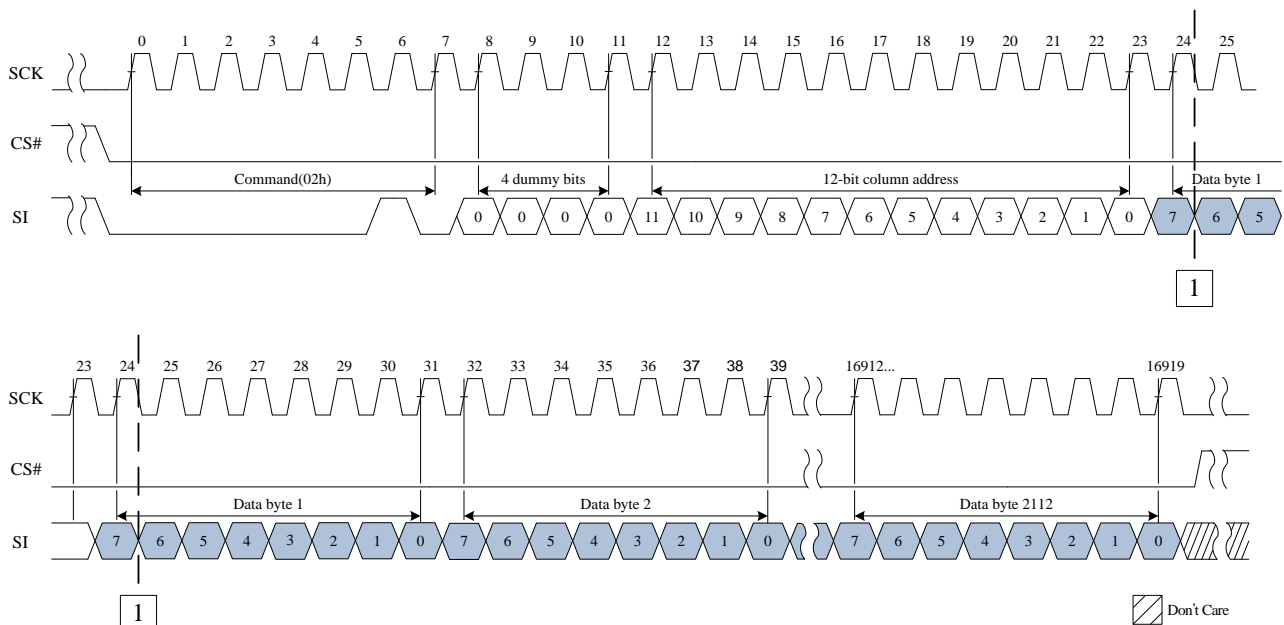 0 1 2 3 4 5 6 7 8 9 10 11 12 13 14 15 16 17 18 19 20 21 22 23 24 25
SCK
CS#
Command(02h) 4 dummy bits 12-bit column address Data byte 1
SI 0 0 0 0 11 10 9 8 7 6 5 4 3 2 1 0 7 6 5
1
23 24 25 26 27 28 29 30 31 32 33 34 35 36 37 38 39 16912... 16919
SCK
CS#
Data byte 1 Data byte 2 Data byte 2112
SI 7 6 5 4 3 2 1 0 7 6 5 4 3 2 1 0 7 6 5 4 3 2 1 0
1
Don't Care